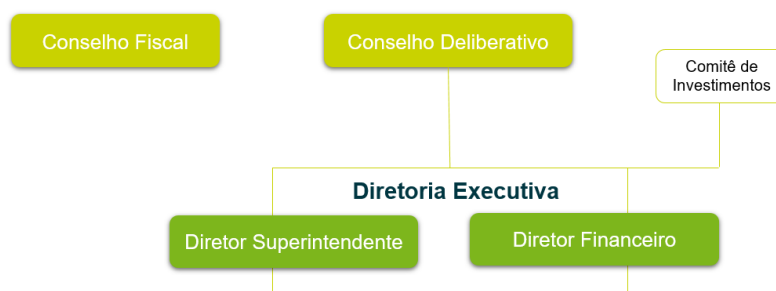 Conselho Fiscal
Conselho Deliberativo
Comitê de
Investimentos
Diretoria Executiva
Diretor Superintendente
Diretor Financeiro